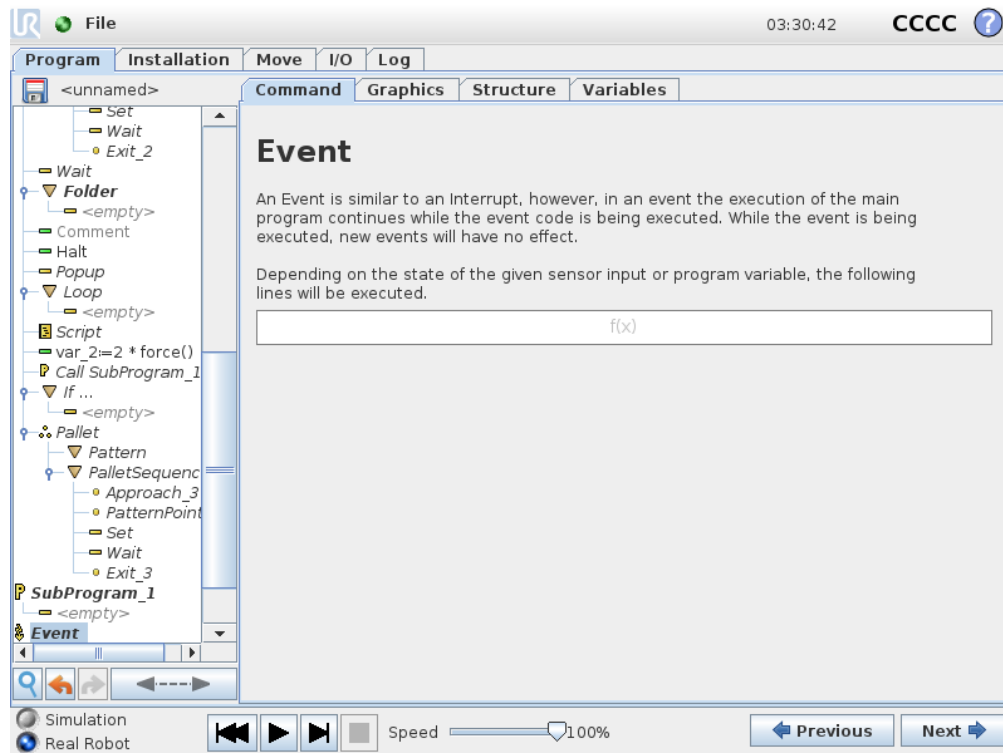 UR File 03:30:42 CCCC ?
Program Installation Move I/O Log
<unnamed>
Command Graphics Structure Variables
Set
Wait
Exit_2
Wait
Folder
<empty>
Comment
Halt
Popup
Loop
<empty>
Script
var_2:=2 * force()
Call SubProgram_1
If ...
<empty>
Pallet
Pattern
PalletSequenc
Approach_3
PatternPoint
Set
Wait
Exit_3
SubProgram_1
<empty>
Event
Event
An Event is similar to an Interrupt, however, in an event the execution of the main
program continues while the event code is being executed. While the event is being
executed, new events will have no effect.
Depending on the state of the given sensor input or program variable, the following
lines will be executed.
f(x)
Simulation
Real Robot
Speed 100%
Previous Next